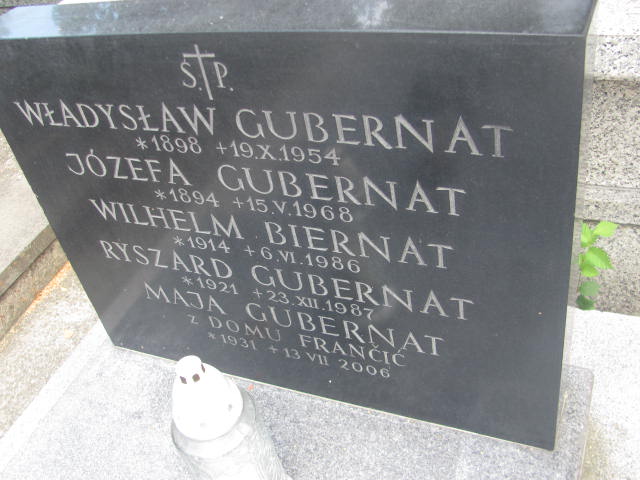 Ś.†P.
WŁADYSŁAW GUBERNAT
*1898 +19.X.1954
JÓZEFA GUBERNAT
*1894 +15.V.1968
WILHELM BIERNAT
*1914 +6.VI.1986
RYSZARD GUBERNAT
*1921 +23.XII.1987
MAJA GUBERNAT
Z DOMU FRANČIĆ
*1931 +13 VII 2006